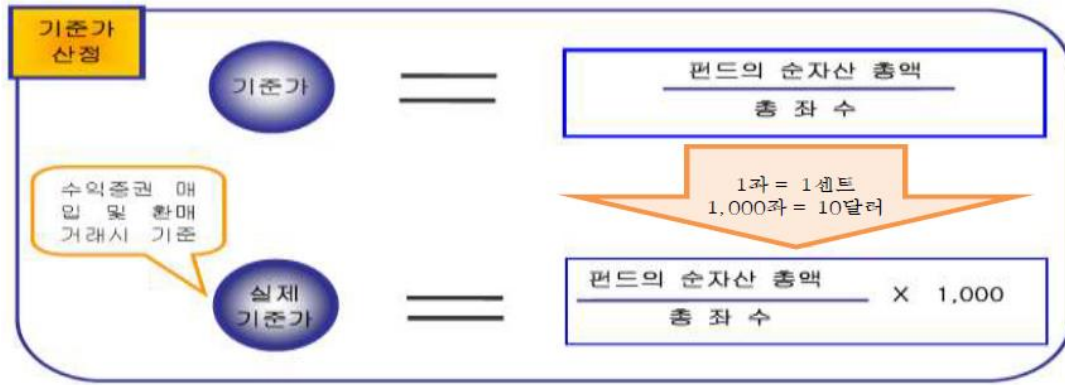 기준가
산정
기준가
펀드의 순자산 총액
총 좌 수
수익증권 매
입 및 환매
거래시 기준
1좌 = 1센트
1,000좌 = 10달러
실제
기준가
펀드의 순자산 총액
총 좌 수
× 1,000